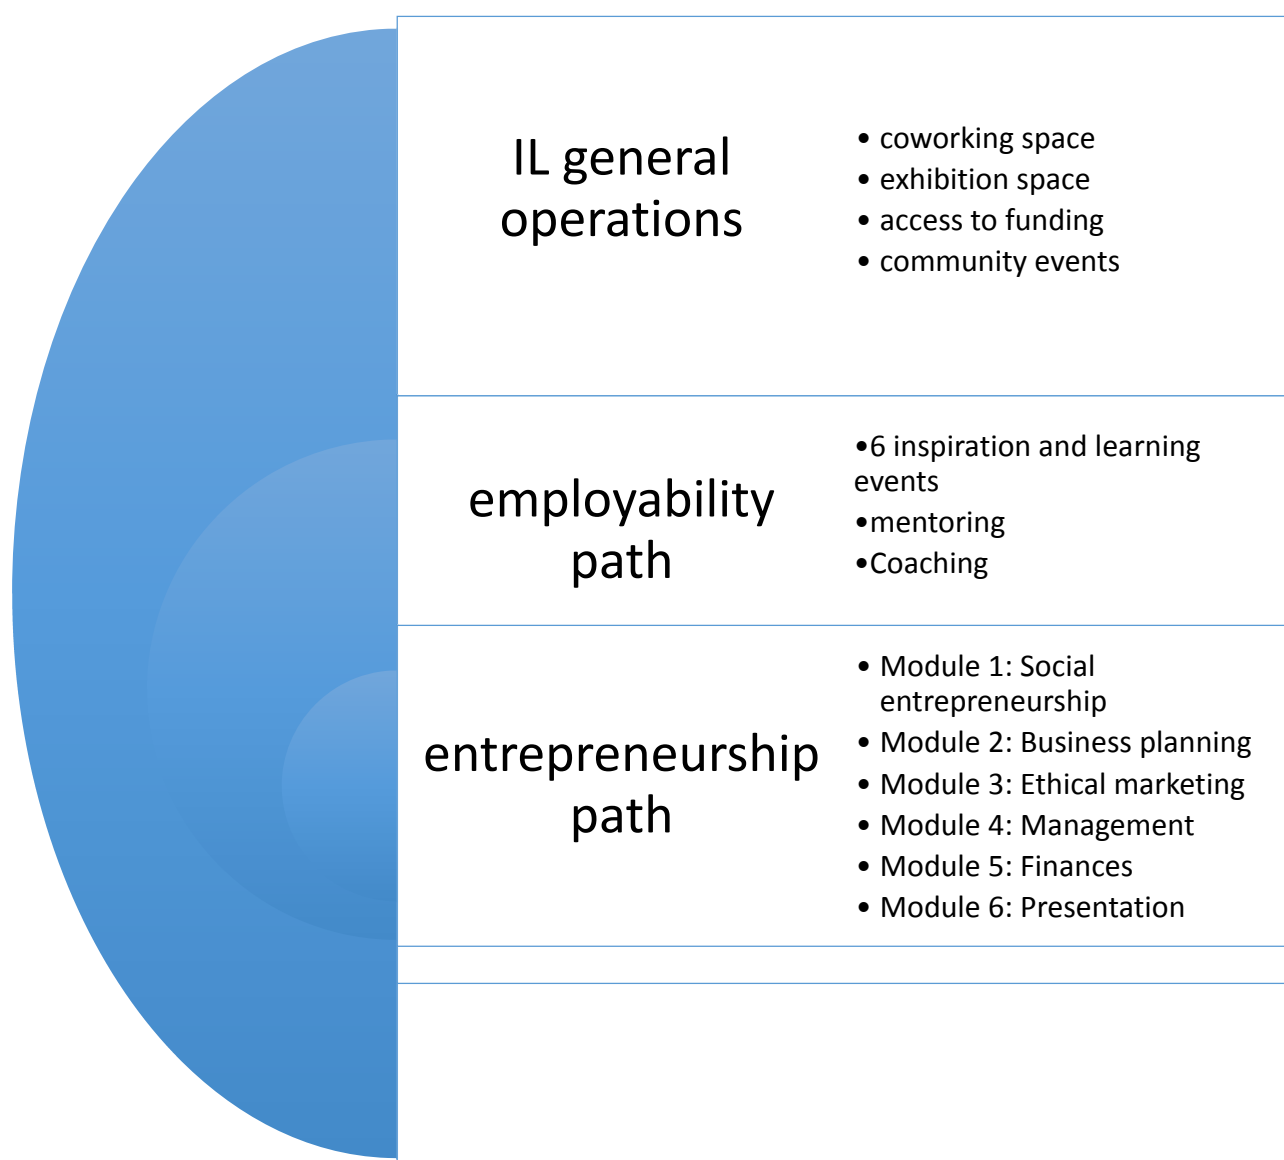 IL general
operations
• coworking space
• exhibition space
• access to funding
• community events
employability
path
•6 inspiration and learning
events
•mentoring
•Coaching
entrepreneurship
path
• Module 1: Social
entrepreneurship
• Module 2: Business planning
• Module 3: Ethical marketing
• Module 4: Management
• Module 5: Finances
• Module 6: Presentation